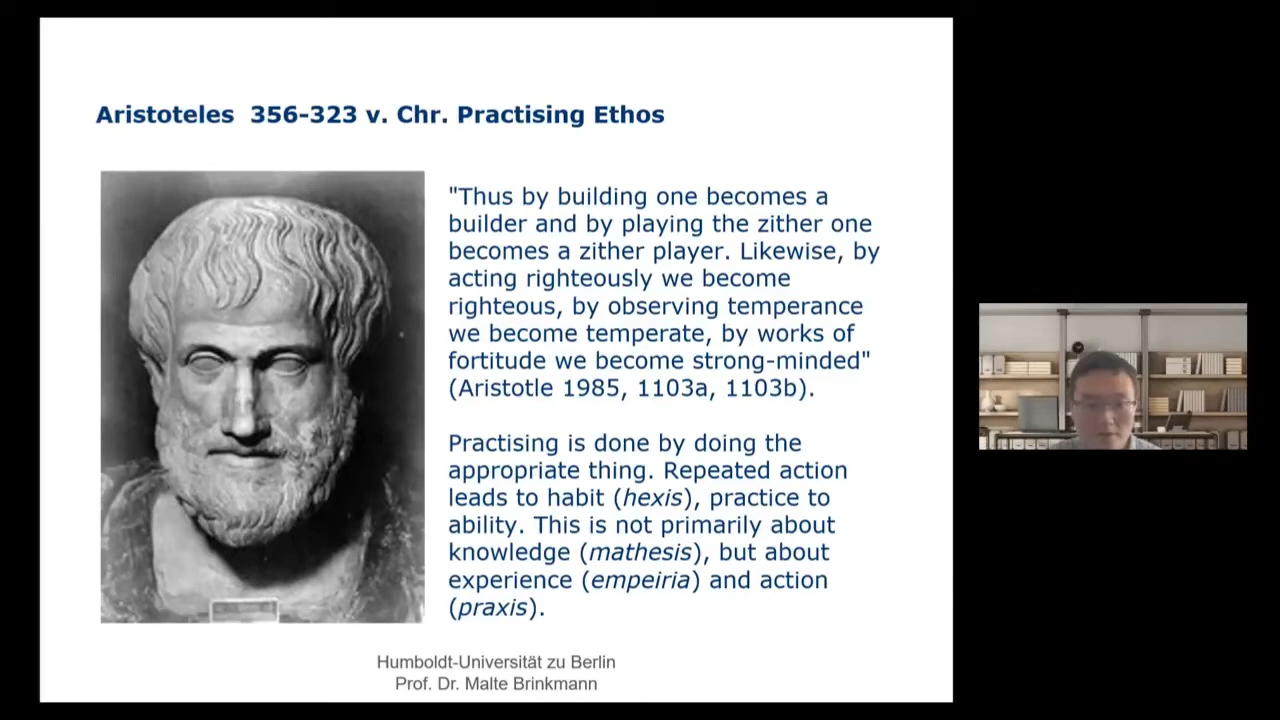 Aristoteles  356-323 v. Chr. Practising Ethos
"Thus by building one becomes a
builder and by playing the zither one
becomes a zither player. Likewise, by
acting righteously we become
righteous, by observing temperance
we become temperate, by works of
fortitude we become strong-minded"
(Aristotle 1985, 1103a, 1103b).
Practising is done by doing the
appropriate thing. Repeated action
leads to habit (hexis), practice to
ability. This is not primarily about
knowledge (mathesis), but about
experience (empeiria) and action
(praxis).
Humboldt-Universität zu Berlin
Prof. Dr. Malte Brinkmann